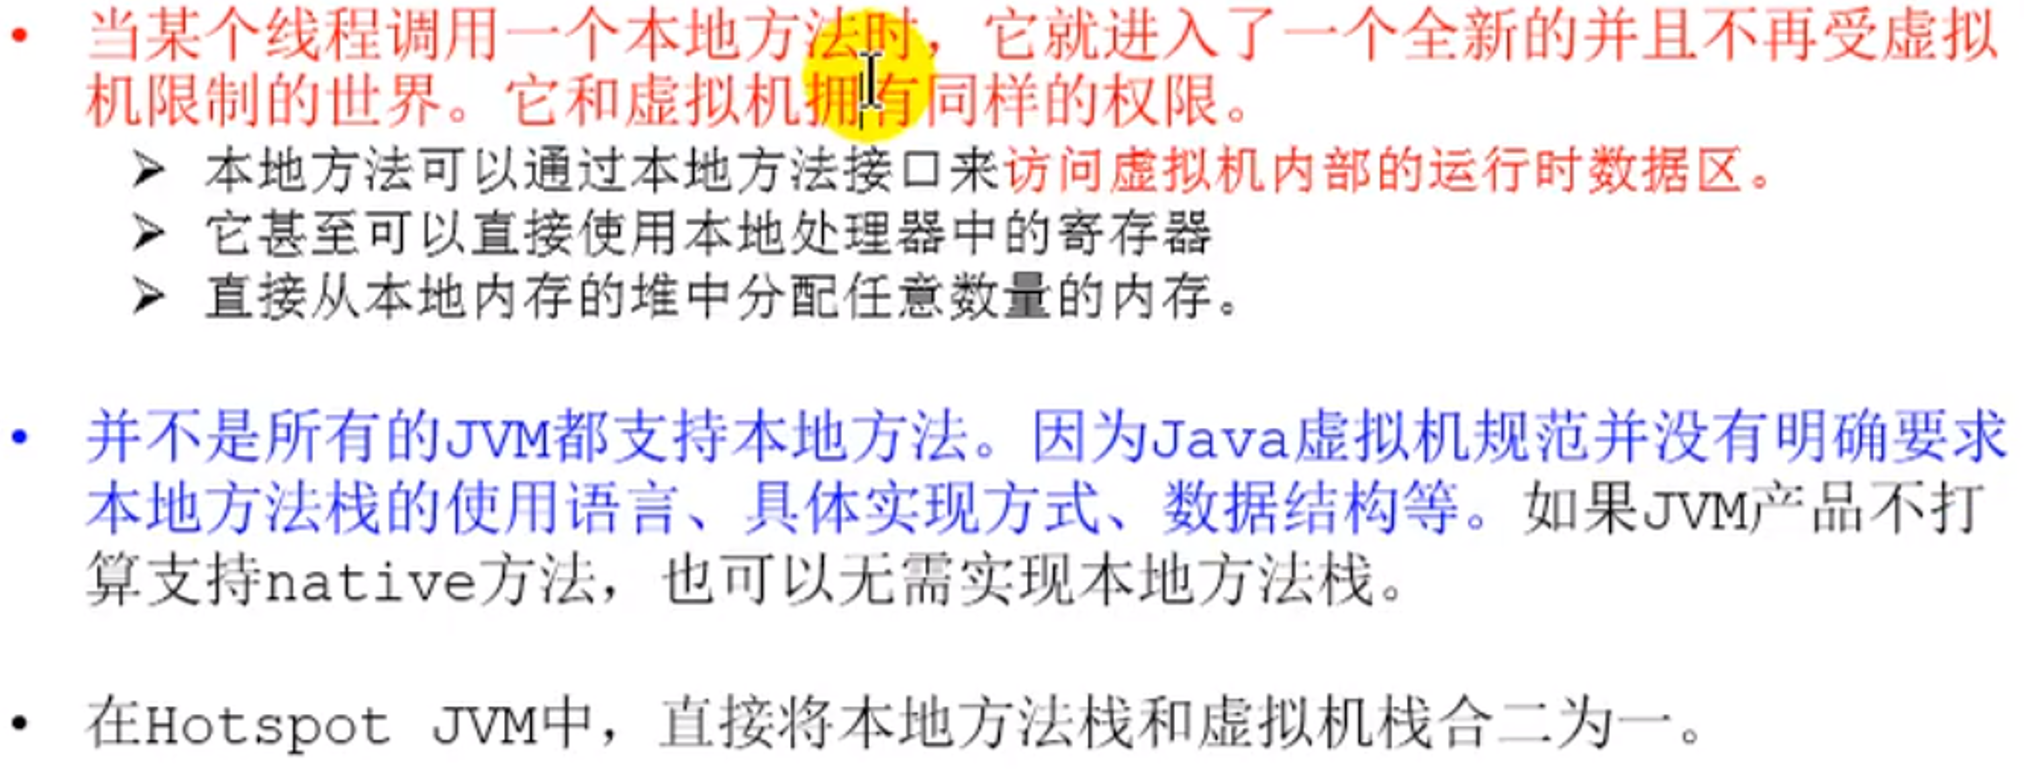 • 当某个线程调用一个本地方法时，它就进入了一个全新的并且不再受虚拟
机限制的世界。它和虚拟机拥有同样的权限。
➢ 本地方法可以通过本地方法接口来访问虚拟机内部的运行时数据区。
➢ 它甚至可以直接使用本地处理器中的寄存器
➢ 直接从本地内存的堆中分配任意数量的内存。
• 并不是所有的JVM都支持本地方法。因为Java虚拟机规范并没有明确要求
本地方法栈的使用语言、具体实现方式、数据结构等。如果JVM产品不打
算支持native方法，也可以无需实现本地方法栈。
• 在Hotspot JVM中，直接将本地方法栈和虚拟机栈合二为一。